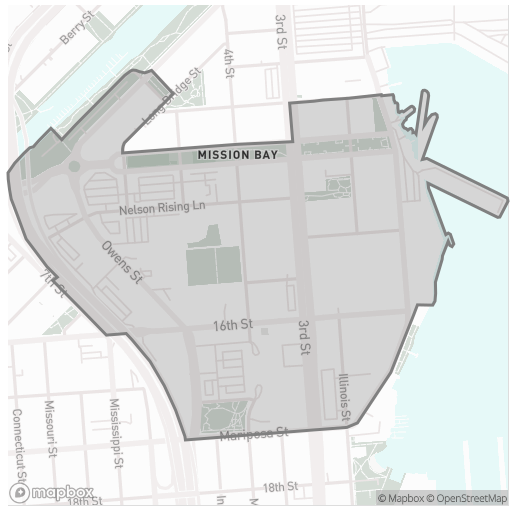 Berry St
3rd St
4th St
Long Bridge St
MISSION BAY
Nelson Rising Ln
Owens St
7th St
16th St
3rd St
Illinois St
Mariposa St
Mississippi St
Missouri St
Connecticut St
18th St
18th St
In
M
mapbox
© Mapbox © OpenStreetMap